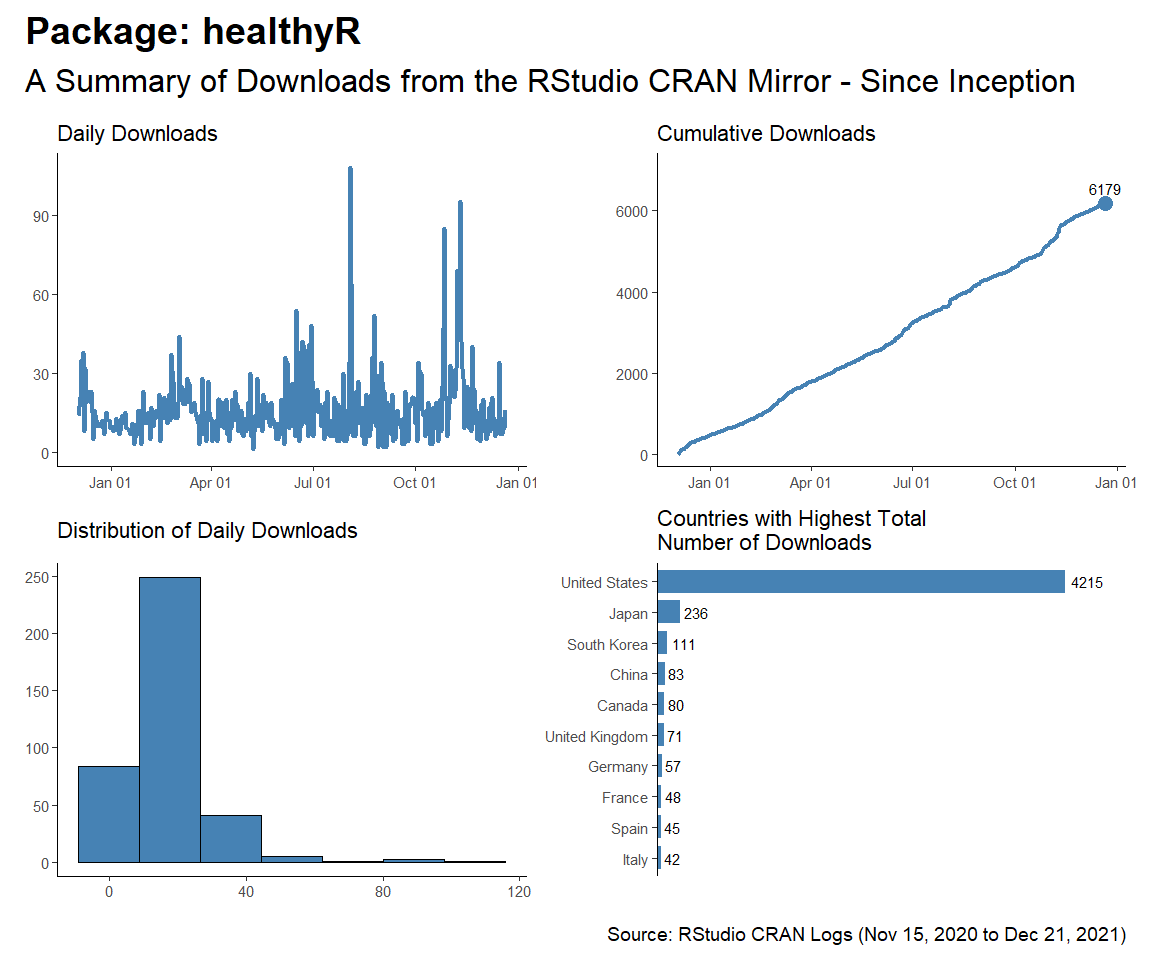 Package: healthyR
A Summary of Downloads from the RStudio CRAN Mirror - Since Inception
Daily Downloads
90
60
30
0
Jan 01 Apr 01 Jul 01 Oct 01 Jan 01
Cumulative Downloads
6179
6000
4000
2000
0
Jan 01 Apr 01 Jul 01 Oct 01 Jan 01
Distribution of Daily Downloads
250
200
150
100
50
0
0 40 80 120
Countries with Highest Total
Number of Downloads
United States 4215
Japan 236
South Korea 111
China 83
Canada 80
United Kingdom 71
Germany 57
France 48
Spain 45
Italy 42
Source: RStudio CRAN Logs (Nov 15, 2020 to Dec 21, 2021)